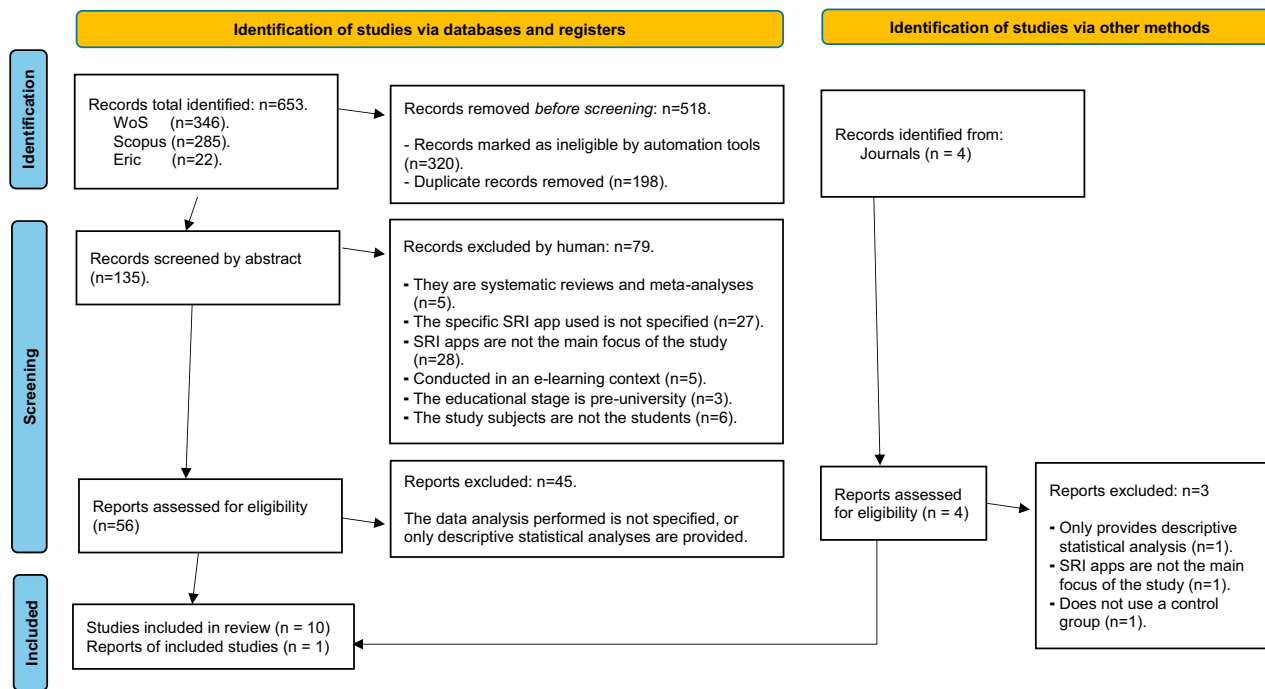 Identification of studies via databases and registers
Identification of studies via other methods
Identification
Records total identified: n=653.
WoS (n=346).
Scopus (n=285).
Eric (n=22).
Records removed before screening: n=518.
- Records marked as ineligible by automation tools
(n=320).
- Duplicate records removed (n=198).
Records identified from:
Journals (n = 4)
Screening
Records screened by abstract
(n=135).
Records excluded by human: n=79.
- They are systematic reviews and meta-analyses
(n=5).
- The specific SRI app used is not specified (n=27).
- SRI apps are not the main focus of the study
(n=28).
- Conducted in an e-learning context (n=5).
- The educational stage is pre-university (n=3).
- The study subjects are not the students (n=6).
Reports assessed for eligibility
(n=56)
Reports excluded: n=45.
The data analysis performed is not specified, or
only descriptive statistical analyses are provided.
Reports assessed
for eligibility (n = 4)
Reports excluded: n=3
- Only provides descriptive
statistical analysis (n=1).
- SRI apps are not the main
focus of the study (n=1).
- Does not use a control
group (n=1).
Included
Studies included in review (n = 10)
Reports of included studies (n = 1)